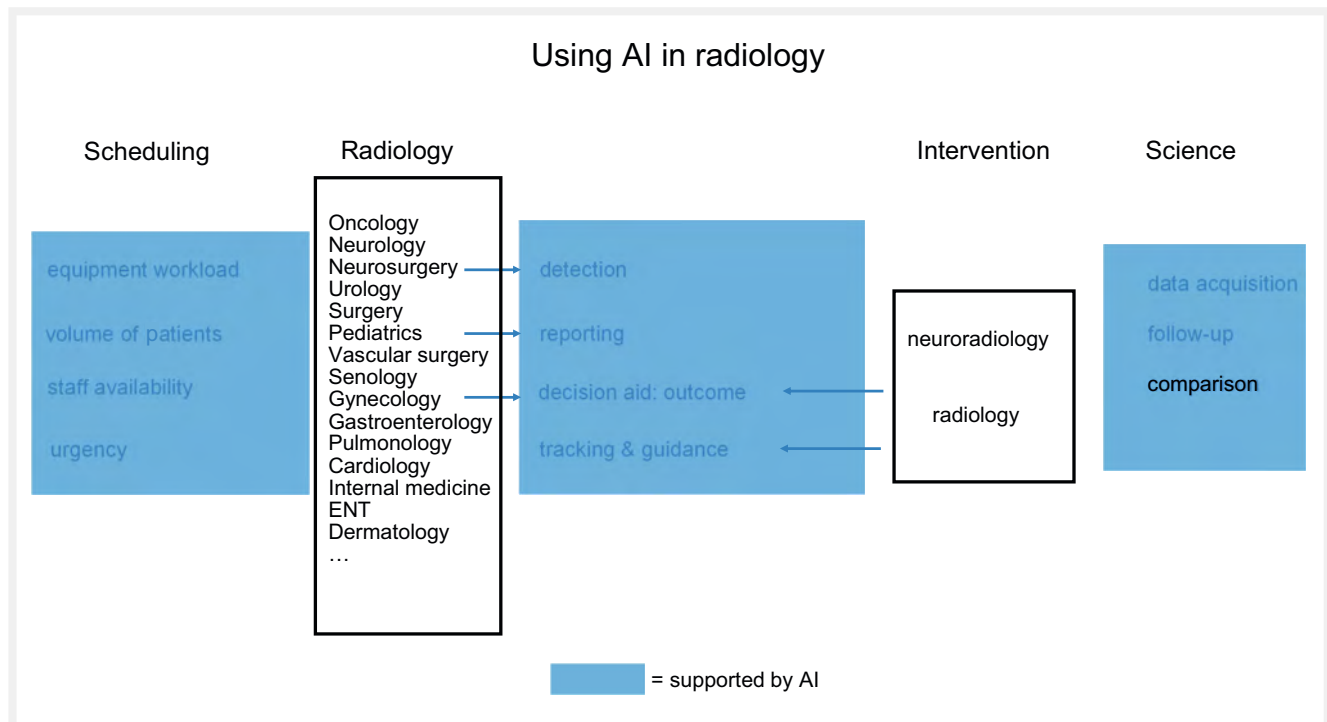 Using AI in radiology
Scheduling
equipment workload
volume of patients
staff availability
urgency
Radiology
Oncology
Neurology
Neurosurgery
Urology
Surgery
Pediatrics
Vascular surgery
Senology
Gynecology
Gastroenterology
Pulmonology
Cardiology
Internal medicine
ENT
Dermatology
…
detection
reporting
decision aid: outcome
tracking & guidance
Intervention
neuroradiology
radiology
Science
data acquisition
follow-up
comparison
= supported by AI